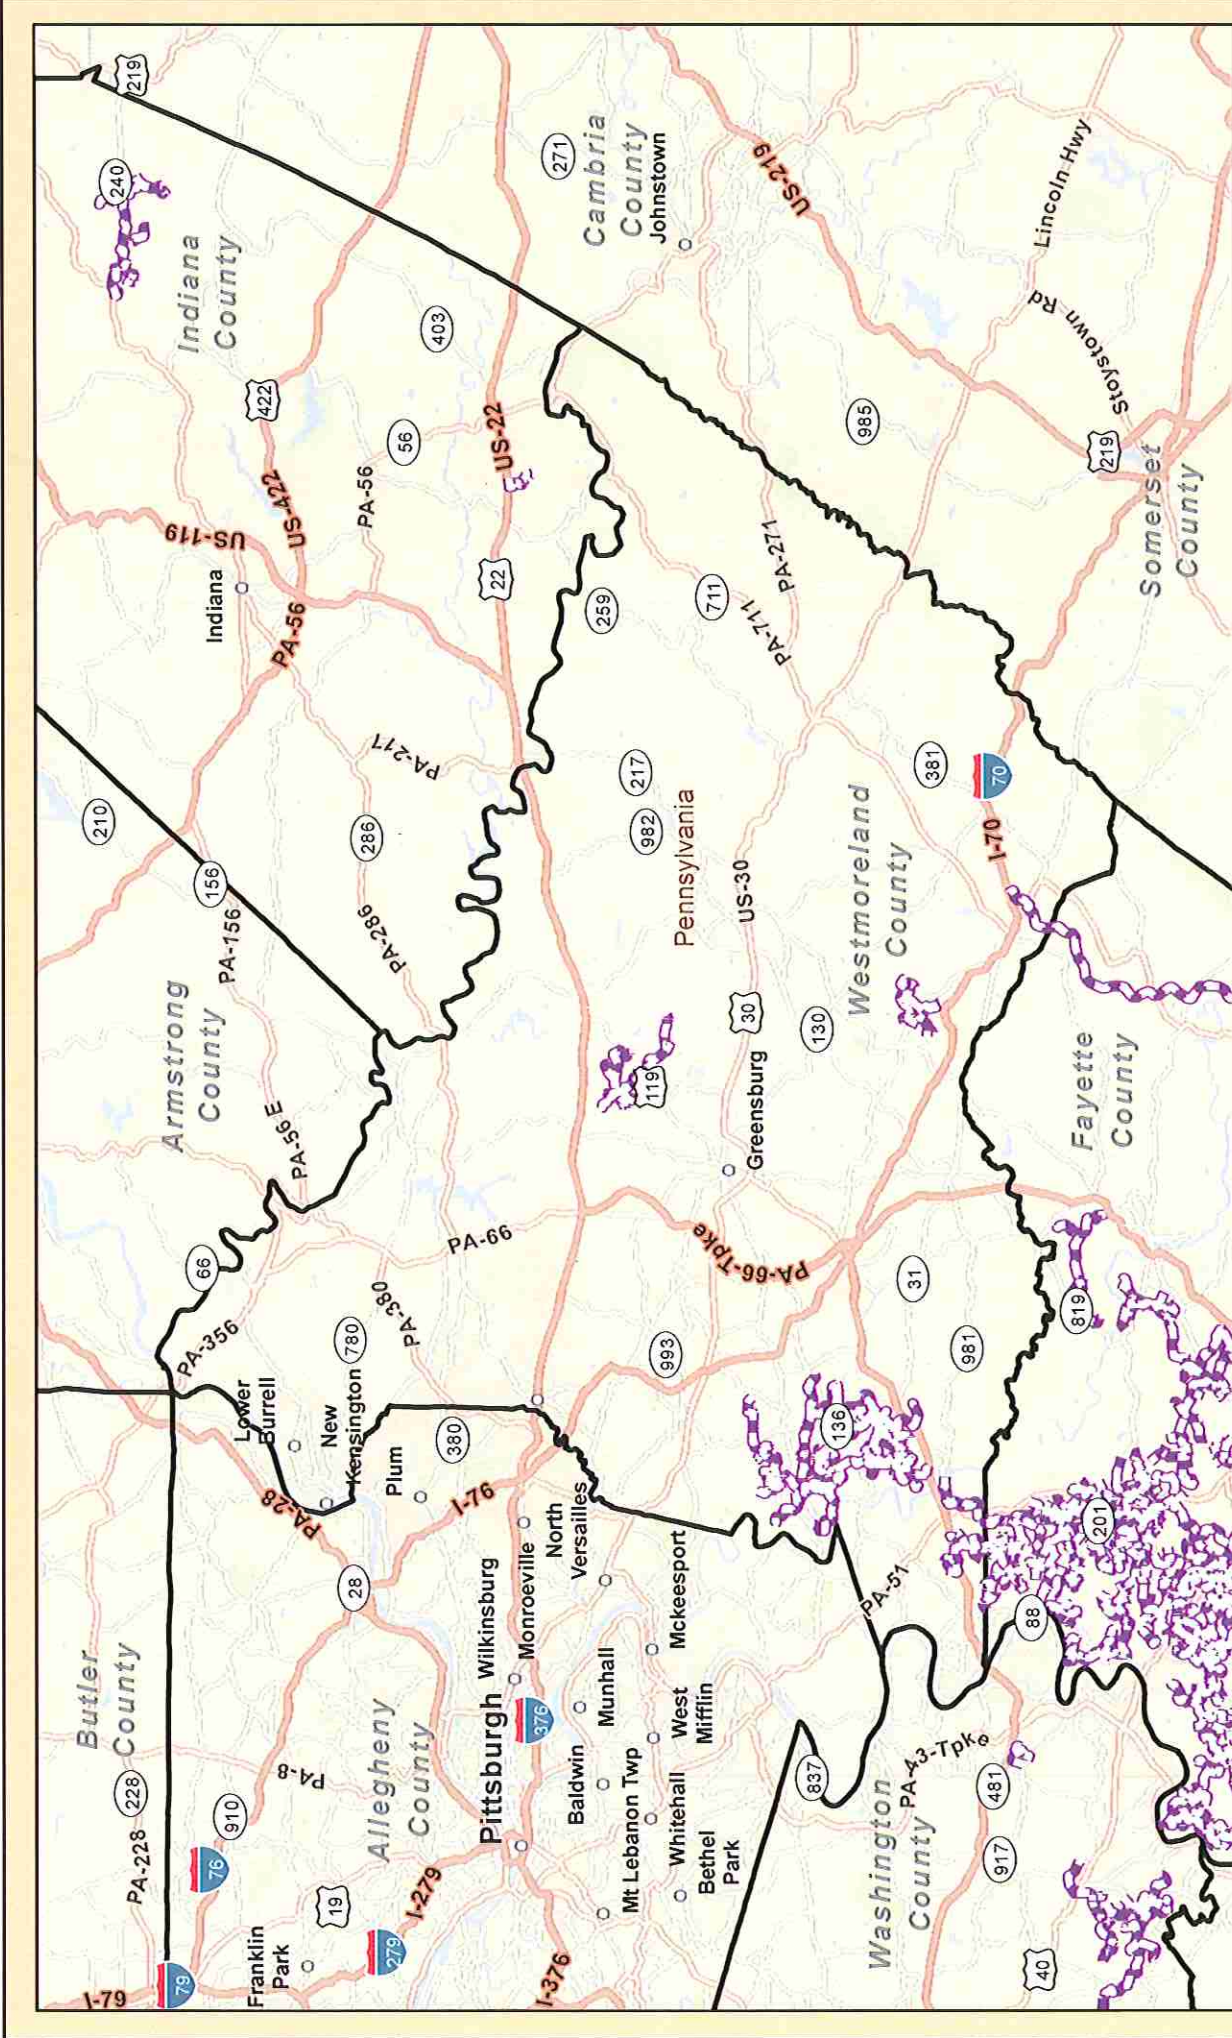 I-79
79
PA-228
228
Butler
County
76
910
Franklin
Park
19
PA-8
279
I-279
Allegheny
County
28
PA-28
Lower
Burrell
New
Kensington
780
PA-356
66
Armstrong
County
PA-56 E
PA-156
156
210
Indiana
US-119
PA-56
US-422
422
Indiana
County
240
219
Plum
380
PA-380
PA-66
PA-286
286
PA-217
PA-56
56
403
I-376
Pittsburgh
376
Wilkinsburg
Monroeville
I-76
North
Versailles
22
US-22
259
271
Cambria
County
Johnstown
Baldwin
Munhall
Mt Lebanon Twp
West
Mifflin
Mckeesport
Whitehall
Bethel
Park
993
PA-66-Tpke
119
Greensburg
30
US-30
Pennsylvania
982
217
711
PA-711
PA-271
US-219
837
PA-51
136
130
Westmoreland
County
985
Washington
County
PA-43-Tpke
31
381
917
481
981
I-70
70
40
88
819
Fayette
County
201
Lincoln Hwy
Stoystown Rd
219
Somerset
County